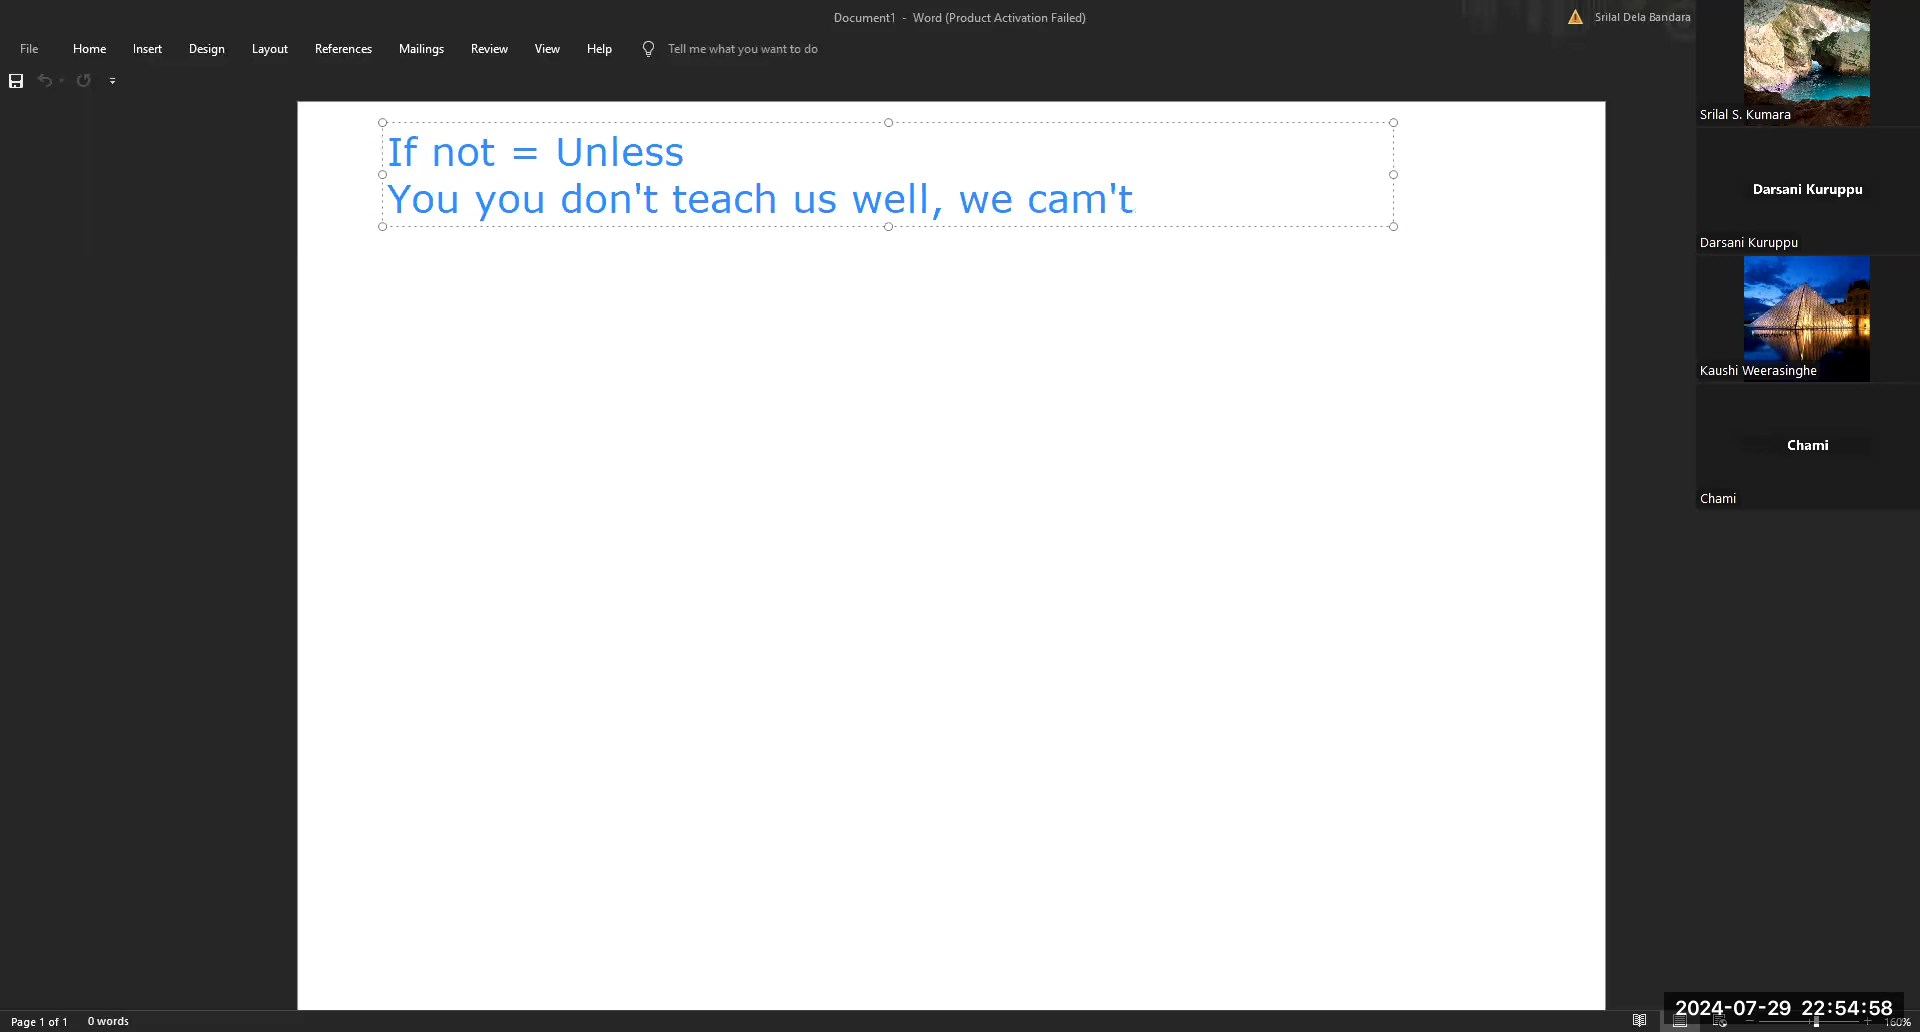 Document1 - Word (Product Activation Failed)
Srilal Dela Bandara
File Home Insert Design Layout References Mailings Review View Help Tell me what you want to do
Srilal S. Kumara
If not = Unless
You you don't teach us well, we cam't
Darsani Kuruppu
Darsani Kuruppu
Kaushi Weerasinghe
Chami
Chami
2024-07-29 22:54:58
Page 1 of 1 0 words
160%